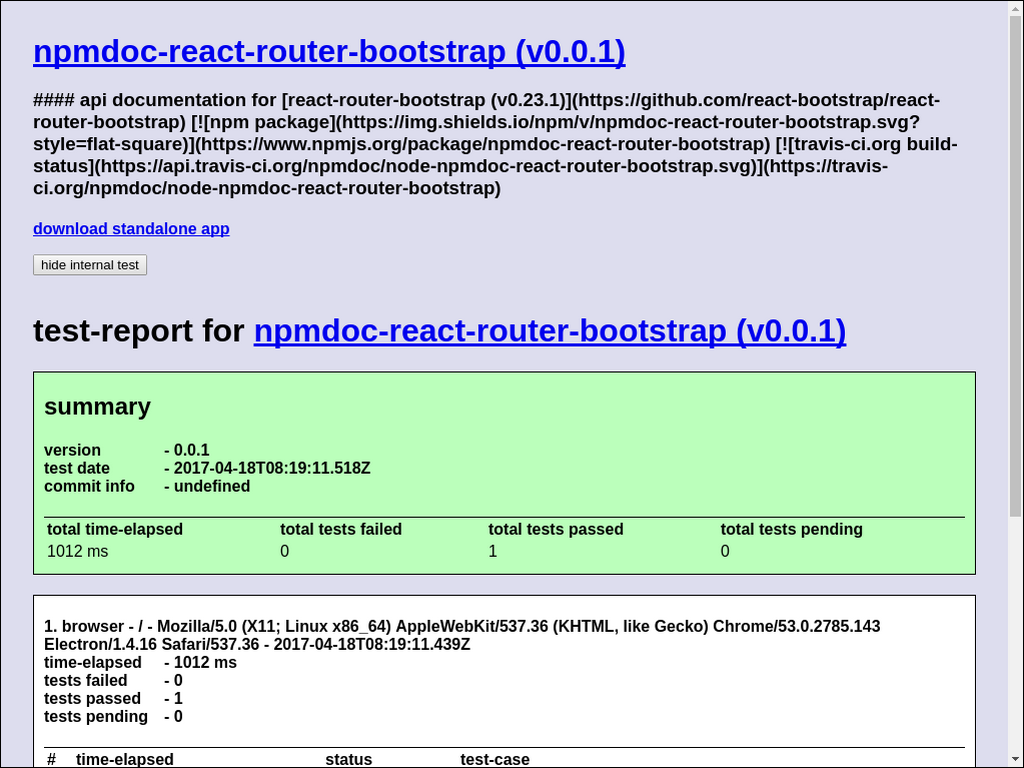 npmdoc-react-router-bootstrap (v0.0.1)
#### api documentation for [react-router-bootstrap (v0.23.1)](https://github.com/react-bootstrap/react-
router-bootstrap) [![npm package](https://img.shields.io/npm/v/npmdoc-react-router-bootstrap.svg?
style=flat-square)](https://www.npmjs.org/package/npmdoc-react-router-bootstrap) [![travis-ci.org build-
status](https://api.travis-ci.org/npmdoc/node-npmdoc-react-router-bootstrap.svg)](https://travis-
ci.org/npmdoc/node-npmdoc-react-router-bootstrap)
download standalone app
hide internal test
test-report for npmdoc-react-router-bootstrap (v0.0.1)
summary
version - 0.0.1
test date - 2017-04-18T08:19:11.518Z
commit info - undefined
total time-elapsed total tests failed total tests passed total tests pending
1012 ms 0 1 0
1. browser - / - Mozilla/5.0 (X11; Linux x86_64) AppleWebKit/537.36 (KHTML, like Gecko) Chrome/53.0.2785.143
Electron/1.4.16 Safari/537.36 - 2017-04-18T08:19:11.439Z
time-elapsed - 1012 ms
tests failed - 0
tests passed - 1
tests pending - 0
# time-elapsed status test-case